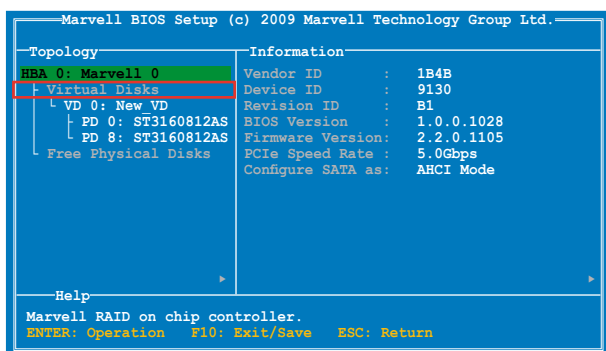 Marvell BIOS Setup (c) 2009 Marvell Technology Group Ltd.
Topology
HBA 0: Marvell 0
Virtual Disks
VD 0: New_VD
PD 0: ST3160812AS
PD 8: ST3160812AS
Free Physical Disks
Information
Vendor ID : 1B4B
Device ID : 9130
Revision ID : B1
BIOS Version : 1.0.0.1028
Firmware Version: 2.2.0.1105
PCIe Speed Rate : 5.0Gbps
Configure SATA as: AHCI Mode
Help
Marvell RAID on chip controller.
ENTER: Operation F10: Exit/Save ESC: Return